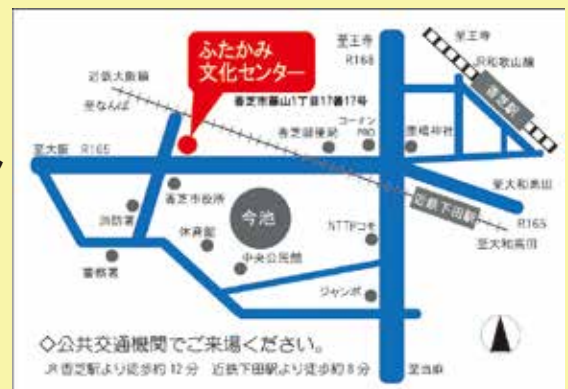 ふたかみ
文化センター
香芝市藤山1丁目17番17号
至王寺
R168
至王寺
JR和歌山線
香芝駅
近鉄大阪線
至なんば
コーナン
PRO
香芝郵便局
鹿嶋神社
至大阪 R165
至大和高田
香芝市役所
今池
近鉄下田駅
R165
消防署
体育館
NTTドコモ
至大和高田
中央公民館
警察署
ジャンボ
◇公共交通機関でご来場ください。
JR香芝駅より徒歩約12分 近鉄下田駅より徒歩約8分
至当麻